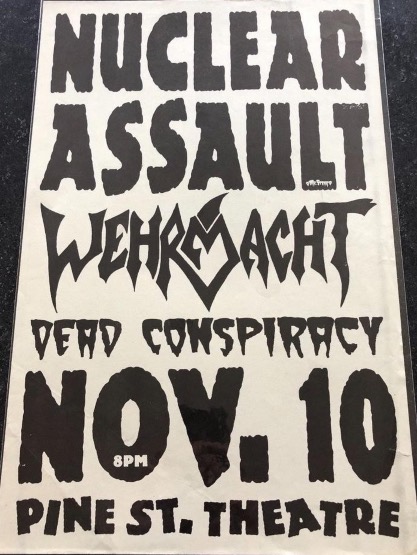 NUCLEAR
ASSAULT
WEHRMACHT
DEAD CONSPIRACY
NOV. 10
8PM
PINE ST. THEATRE